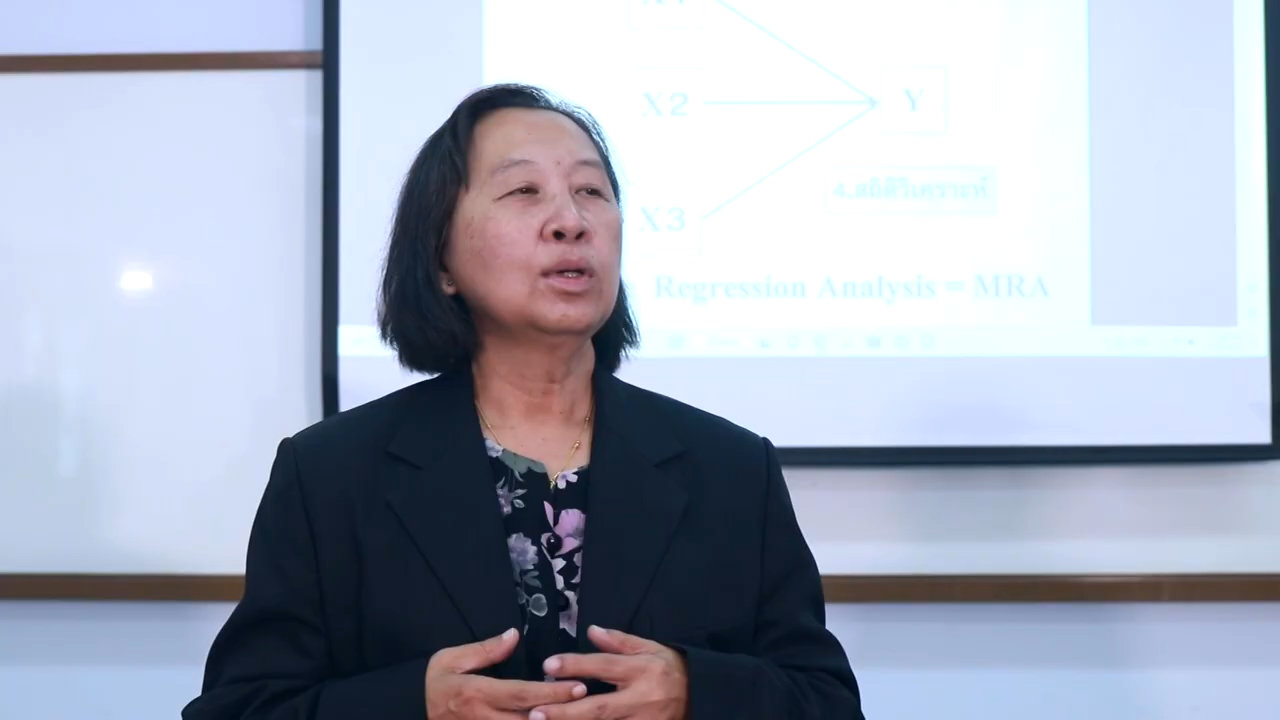 X2
Y
4.สถิติวิเคราะห์
X3
Regression Analysis = MRA